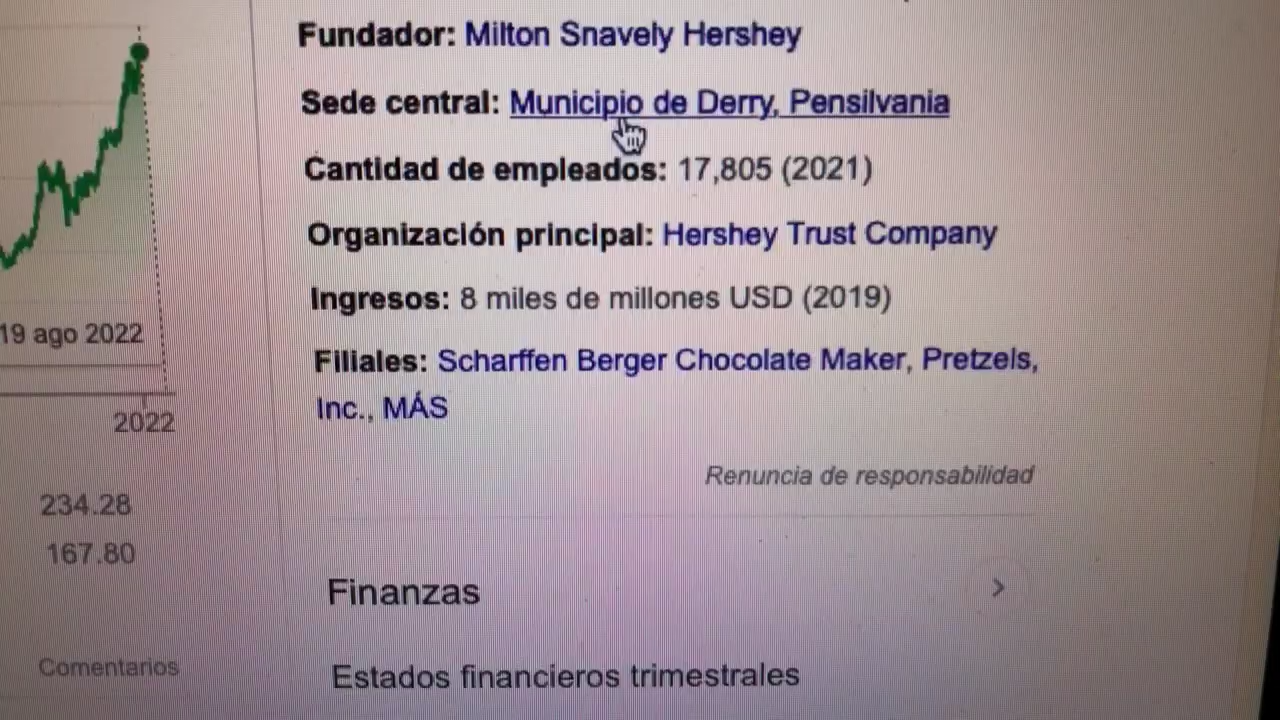 Fundador: Milton Snavely Hershey
Sede central: Municipio de Derry, Pensilvania
Cantidad de empleados: 17,805 (2021)
Organización principal: Hershey Trust Company
Ingresos: 8 miles de millones USD (2019)
Filiales: Scharffen Berger Chocolate Maker, Pretzels,
Inc., MÁS
Renuncia de responsabilidad
19 ago 2022
2022
234.28
167.80
Comentarios
Finanzas
Estados financieros trimestrales